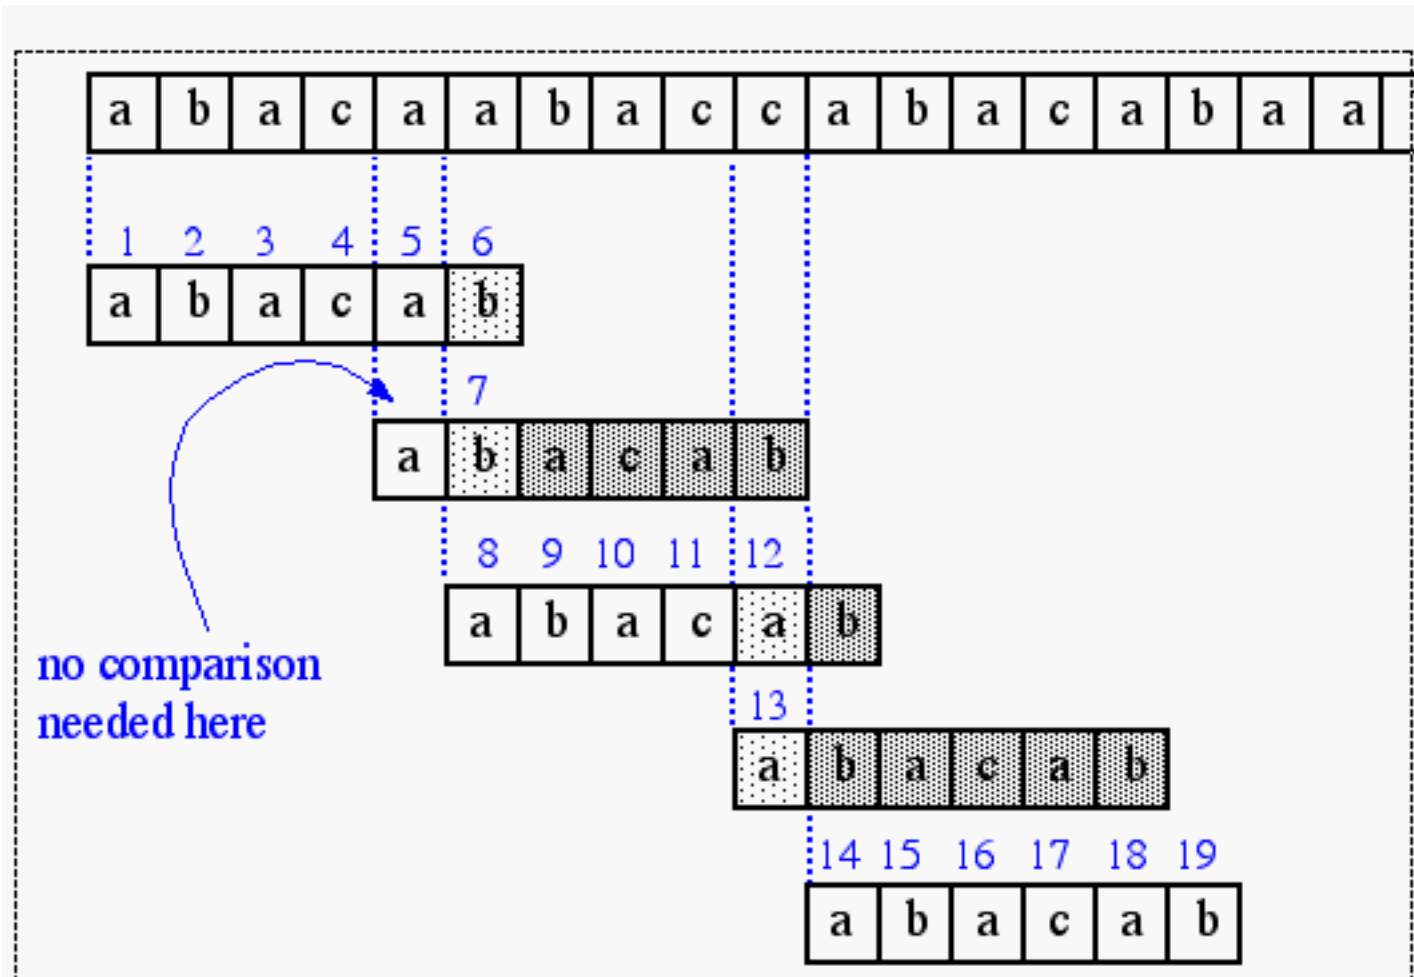 a b a c a a b a c c a b a c a b a a
1 2 3 4 5 6
a b a c a b
7
a b a c a b
8 9 10 11 12
a b a c a b
no comparison
needed here
13
a b a c a b
14 15 16 17 18 19
a b a c a b